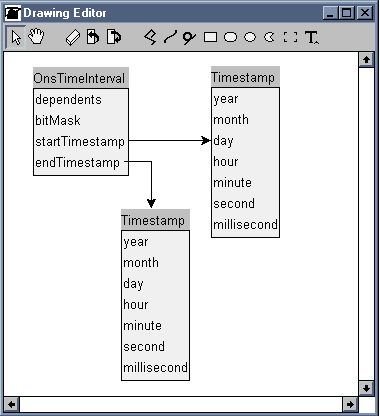 Drawing Editor
T
OnsTimeInterval
dependents
bitMask
startTimestamp
endTimestamp
Timestamp
year
month
day
hour
minute
second
millisecond
Timestamp
year
month
day
hour
minute
second
millisecond